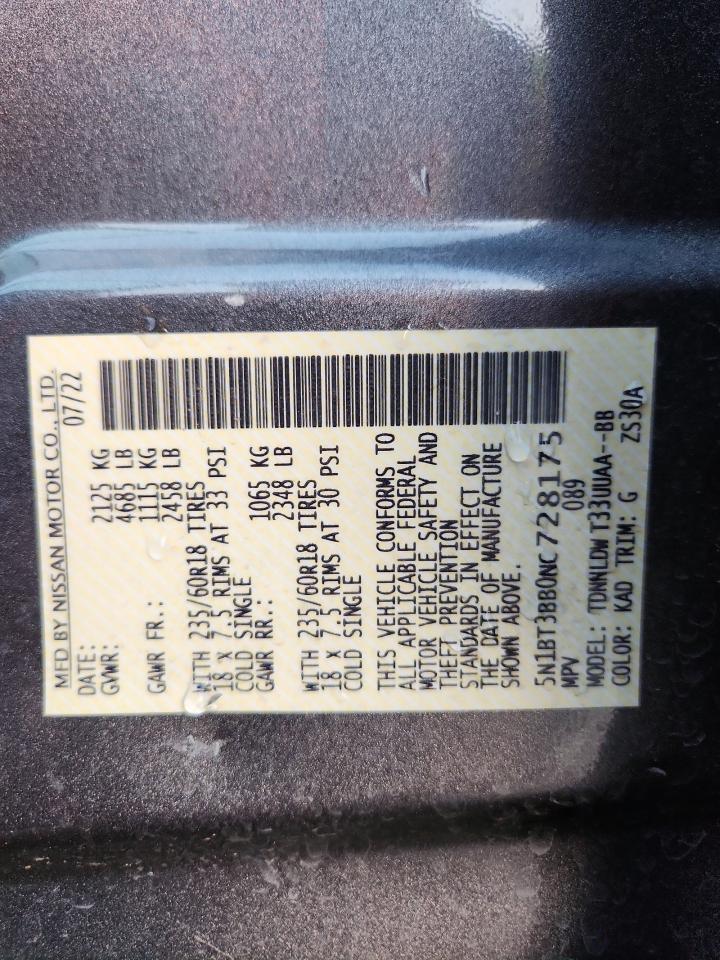 MFD BY NISSAN MOTOR CO., LTD.
DATE: 07/22
GVWR: 2125 KG
4685 LB
GAWR FR.: 1115 KG
2458 LB
WITH 235/60R18 TIRES
18 X 7.5 RIMS AT 33 PSI
COLD SINGLE
GAWR RR.: 1065 KG
2348 LB
WITH 235/60R18 TIRES
18 X 7.5 RIMS AT 30 PSI
COLD SINGLE
THIS VEHICLE CONFORMS TO
ALL APPLICABLE FEDERAL
MOTOR VEHICLE SAFETY AND
THEFT PREVENTION
STANDARDS IN EFFECT ON
THE DATE OF MANUFACTURE
SHOWN ABOVE.
5N1BT3BB0NC728175
MPV 089
MODEL: TDNNLDW T33UUAA--BB
COLOR: KAD TRIM: G ZS30A